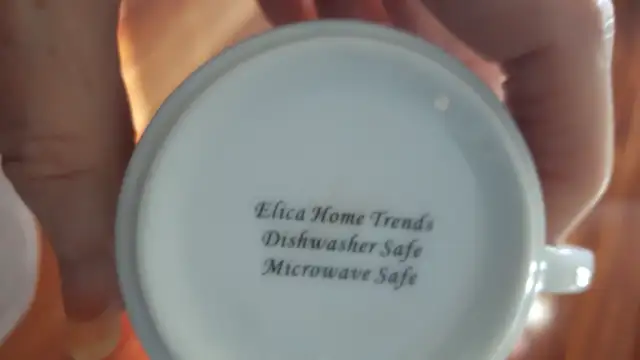 Elica Home Trends
Dishwasher Safe
Microwave Safe